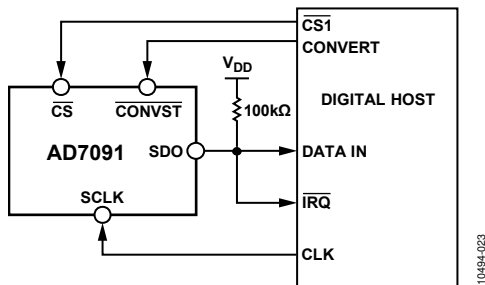 CS1
CONVERT
VDD
DIGITAL HOST
100kΩ
CS
CONVST
AD7091
SDO
DATA IN
SCLK
IRQ
CLK
10494-023